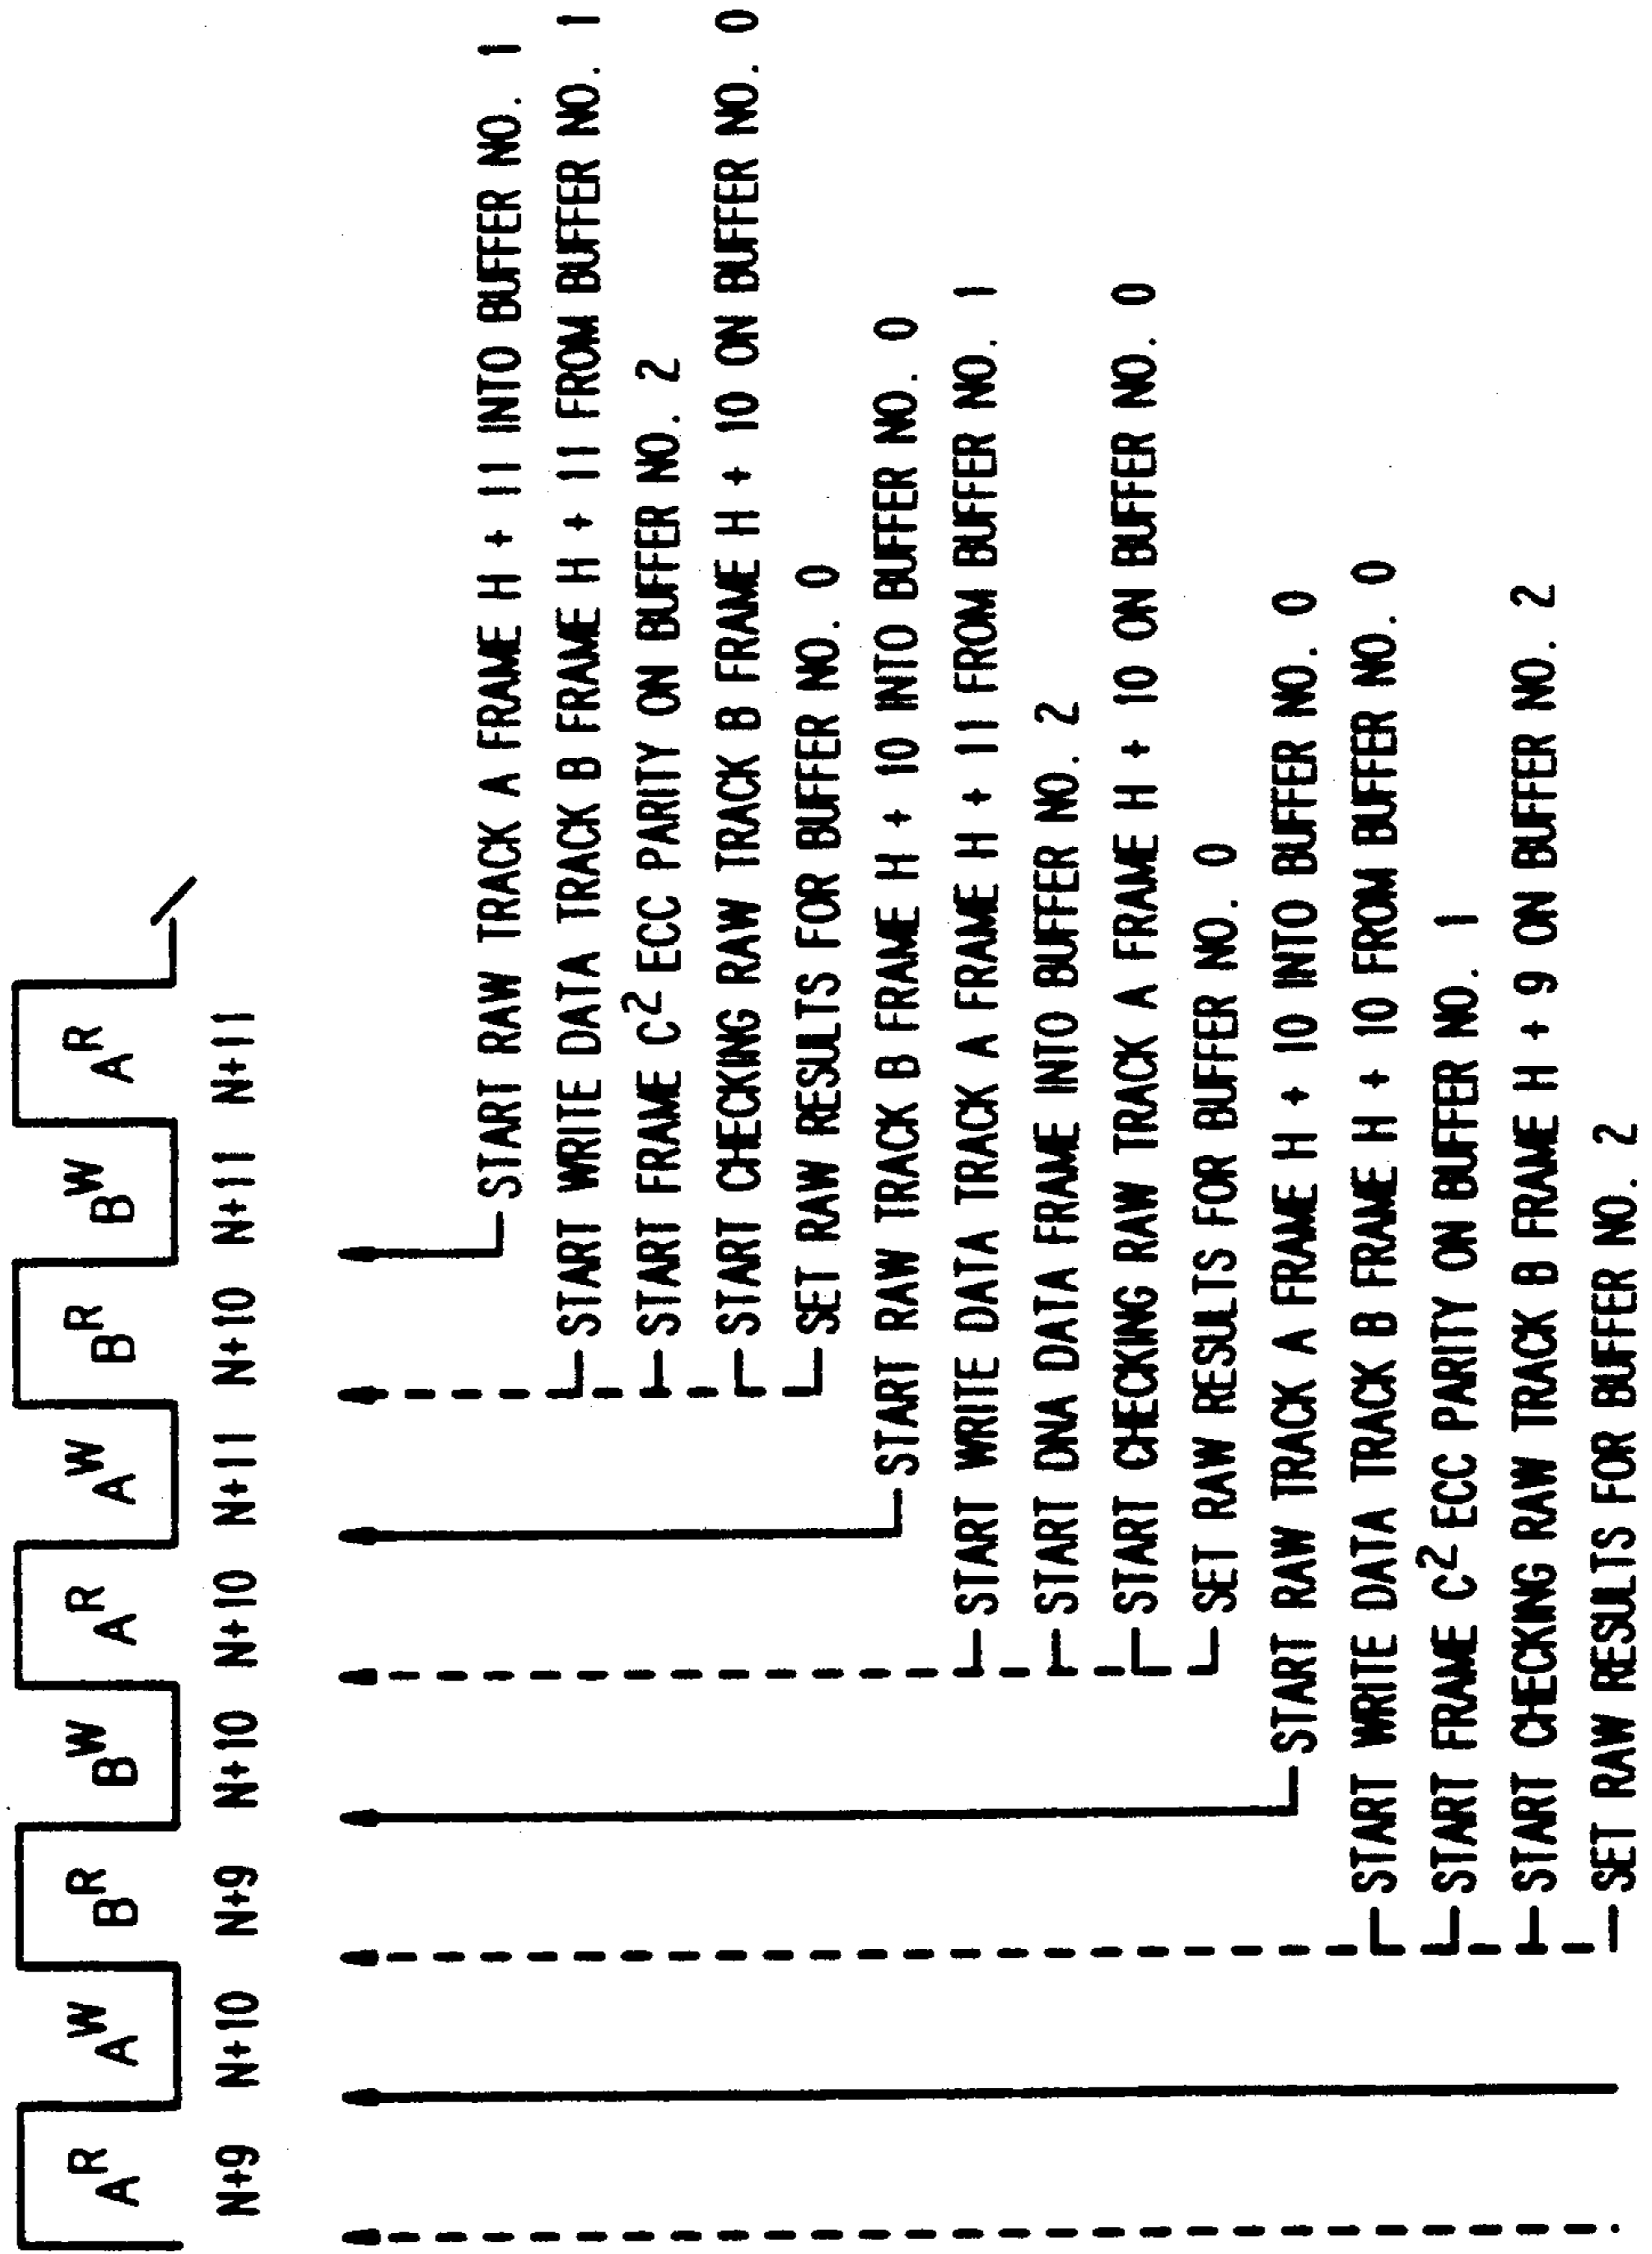 A^R A^W B^R B^W A^R A^W B^R B^W A^R
N+9 N+10 N+9 N+10 N+10 N+11 N+10 N+11 N+11
START RAW TRACK A FRAME H + 11 INTO BUFFER NO. 1
START WRITE DATA TRACK B FRAME H + 11 FROM BUFFER NO. 1
START FRAME C² ECC PARITY ON BUFFER NO. 2
START CHECKING RAW TRACK B FRAME H + 10 ON BUFFER NO. 0
SET RAW RESULTS FOR BUFFER NO. 0
START RAW TRACK B FRAME H + 10 INTO BUFFER NO. 0
START WRITE DATA TRACK A FRAME H + 11 FROM BUFFER NO. 1
START DNA DATA FRAME INTO BUFFER NO. 2
START CHECKING RAW TRACK A FRAME H + 10 ON BUFFER NO. 0
SET RAW RESULTS FOR BUFFER NO. 0
START RAW TRACK A FRAME H + 10 INTO BUFFER NO. 0
START WRITE DATA TRACK B FRAME H + 10 FROM BUFFER NO. 0
START FRAME C² ECC PARITY ON BUFFER NO. 1
START CHECKING RAW TRACK B FRAME H + 9 ON BUFFER NO. 2
SET RAW RESULTS FOR BUFFER NO. 2